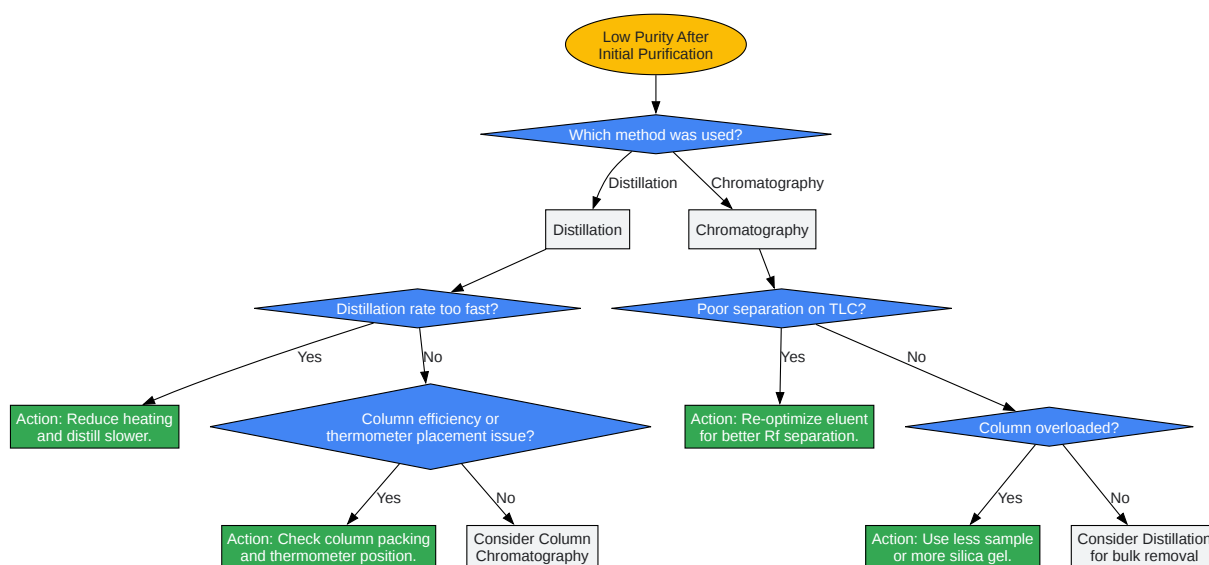 Low Purity After
Initial Purification
Which method was used?
Distillation
Chromatography
Distillation
Chromatography
Distillation rate too fast?
Poor separation on TLC?
Yes
No
Yes
No
Action: Reduce heating
and distill slower.
Column efficiency or
thermometer placement issue?
Action: Re-optimize eluent
for better Rf separation.
Column overloaded?
Yes
No
Yes
No
Action: Check column packing
and thermometer position.
Consider Column
Chromatography
Action: Use less sample
or more silica gel.
Consider Distillation
for bulk removal